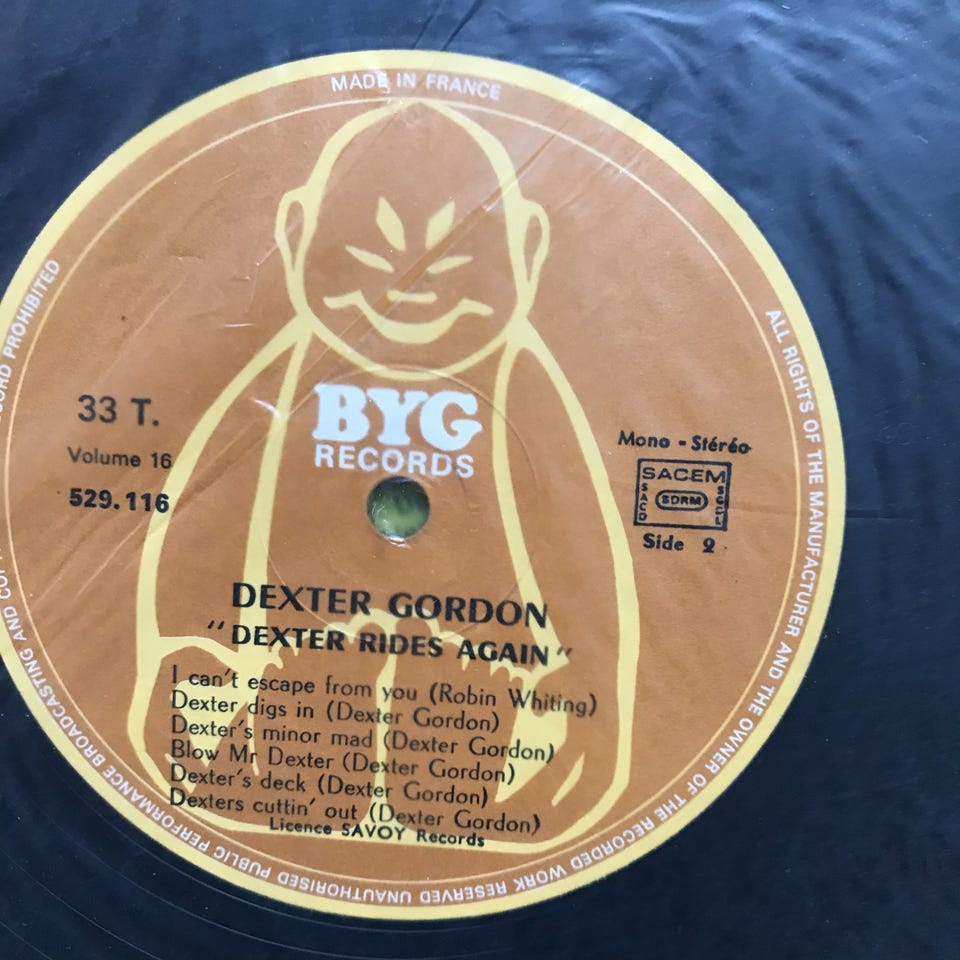 MADE IN FRANCE
ALL RIGHTS OF THE MANUFACTURER AND THE OWNER OF THE RECORDED WORK RESERVED UNAUTHORISED PUBLIC PERFORMANCE BROADCASTING AND
PROHIBITED
BYG
RECORDS
33 T.
Volume 16
529.116
Mono - Stéréo
SACEM
SACD
SDRM
SGDL
Side 2
DEXTER GORDON
"DEXTER RIDES AGAIN"
I can't escape from you (Robin Whiting)
Dexter digs in (Dexter Gordon)
Dexter's minor mad (Dexter Gordon)
Blow Mr Dexter (Dexter Gordon)
Dexter's deck (Dexter Gordon)
Dexters cuttin' out (Dexter Gordon)
Licence SAVOY Records